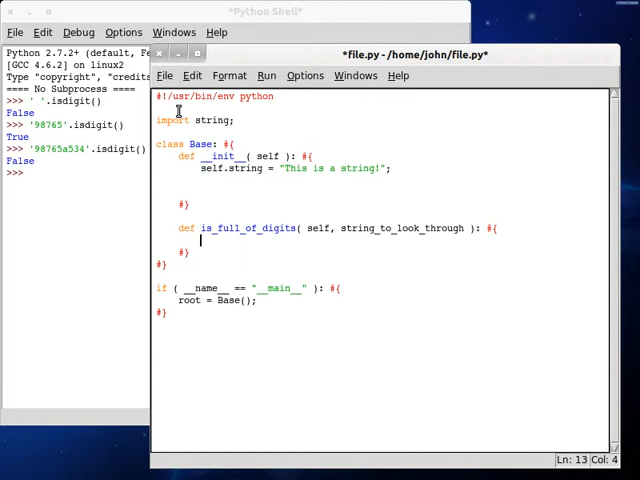 *Python Shell*
File Edit Debug Options Windows Help
Python 2.7.2+ (default, Fe
[GCC 4.6.2] on linux2
Type "copyright", "credits
==== No Subprocess ====
>>> ' '.isdigit()
False
>>> '98765'.isdigit()
True
>>> '98765a534'.isdigit()
False
>>>
*file.py - /home/john/file.py*
File Edit Format Run Options Windows Help
#!/usr/bin/env python
import string;
class Base: #{
def __init__( self ): #{
self.string = "This is a string!";
#}
def is_full_of_digits( self, string_to_look_through ): #{
#}
#}
if ( __name__ == "__main__" ): #{
root = Base();
#}
Ln: 13 Col: 4